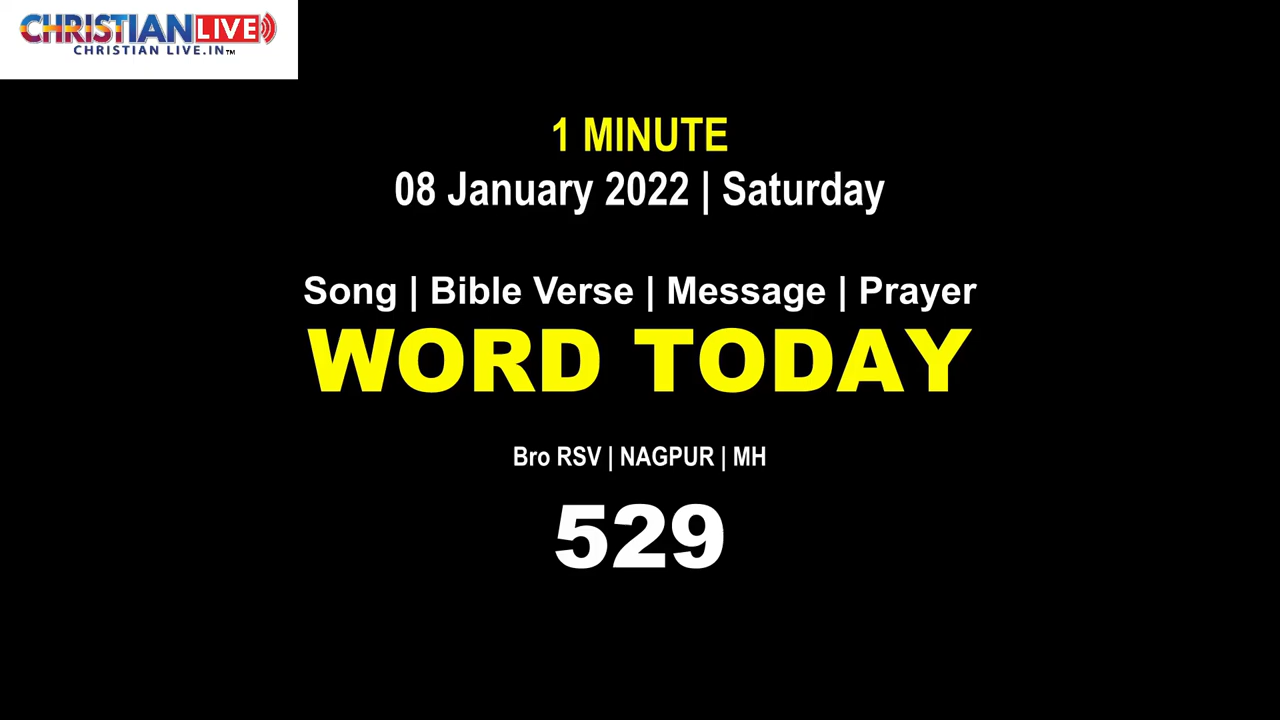 CHRISTIANLIVE
CHRISTIAN LIVE.IN™
1 MINUTE
08 January 2022 | Saturday
Song | Bible Verse | Message | Prayer
WORD TODAY
Bro RSV | NAGPUR | MH
529